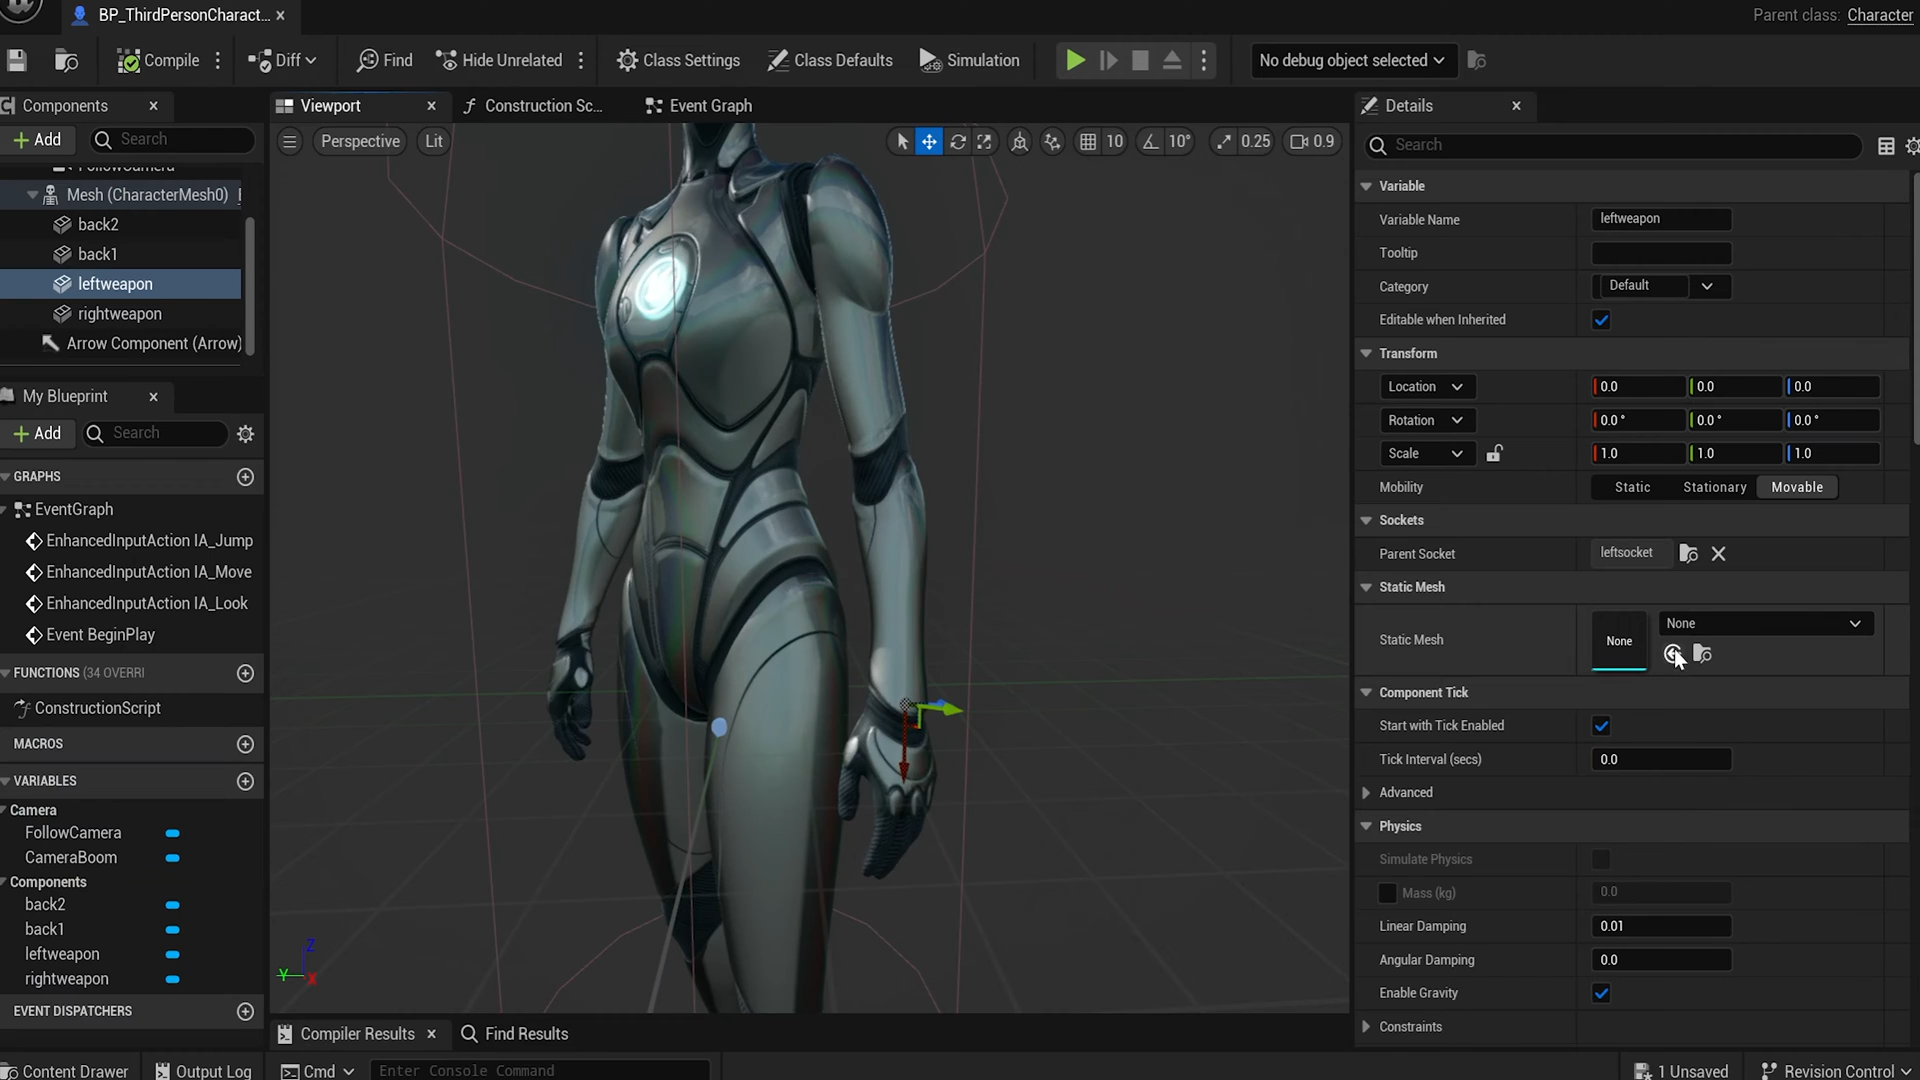 BP_ThirdPersonCharact...
Parent class: Character
Compile
Diff
Find
Hide Unrelated
Class Settings
Class Defaults
Simulation
No debug object selected
Components
Viewport
Construction Sc...
Event Graph
Details
Add
Search
Perspective
Lit
10
10°
0.25
0.9
Search
FollowCamera
Mesh (CharacterMesh0)
back2
back1
leftweapon
rightweapon
Arrow Component (Arrow)
My Blueprint
Add
Search
GRAPHS
EventGraph
EnhancedInputAction IA_Jump
EnhancedInputAction IA_Move
EnhancedInputAction IA_Look
Event BeginPlay
FUNCTIONS (34 OVERRI
ConstructionScript
MACROS
VARIABLES
Camera
FollowCamera
CameraBoom
Components
back2
back1
leftweapon
rightweapon
EVENT DISPATCHERS
Z
Y
X
Variable
Variable Name leftweapon
Tooltip
Category Default
Editable when Inherited
Transform
Location 0.0 0.0 0.0
Rotation 0.0° 0.0° 0.0°
Scale 1.0 1.0 1.0
Mobility Static Stationary Movable
Sockets
Parent Socket leftsocket
Static Mesh
Static Mesh None None
Component Tick
Start with Tick Enabled
Tick Interval (secs) 0.0
Advanced
Physics
Simulate Physics
Mass (kg) 0.0
Linear Damping 0.01
Angular Damping 0.0
Enable Gravity
Constraints
Compiler Results
Find Results
Content Drawer
Output Log
Cmd
Enter Console Command
1 Unsaved
Revision Control